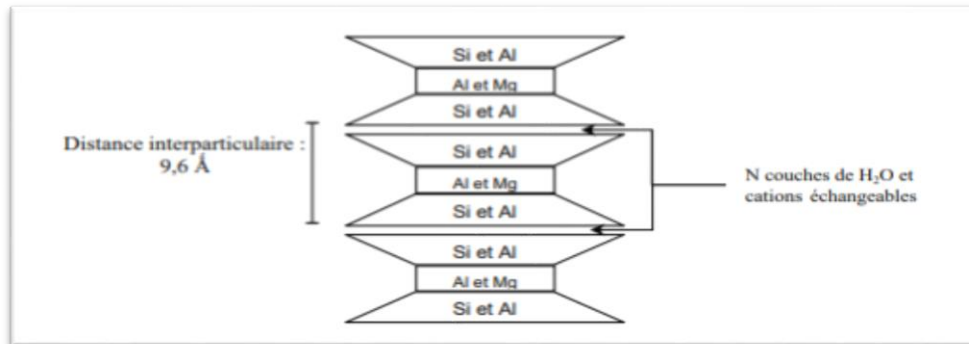 Si et Al
Al et Mg
Si et Al
Distance interparticulaire :
9,6 Å
Si et Al
Al et Mg
Si et Al
N couches de H₂O et
cations échangeables
Si et Al
Al et Mg
Si et Al